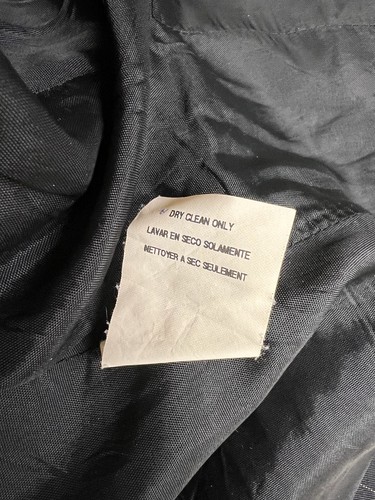 DRY CLEAN ONLY
LAVAR EN SECO SOLAMENTE
NETTOYER A SEC SEULEMENT